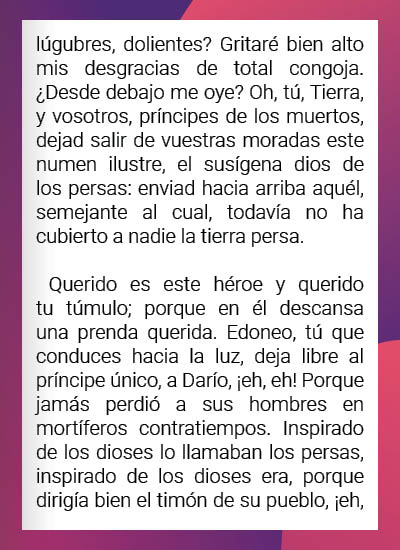 lúgubres, dolientes? Gritaré bien alto
mis desgracias de total congoja.
¿Desde debajo me oye? Oh, tú, Tierra,
y vosotros, príncipes de los muertos,
dejad salir de vuestras moradas este
numen ilustre, el susígena dios de
los persas: enviad hacia arriba aquél,
semejante al cual, todavía no ha
cubierto a nadie la tierra persa.

Querido es este héroe y querido
tu túmulo; porque en él descansa
una prenda querida. Edoneo, tú que
conduces hacia la luz, deja libre al
príncipe único, a Darío, ¡eh, eh! Porque
jamás perdió a sus hombres en
mortíferos contratiempos. Inspirado
de los dioses lo llamaban los persas,
inspirado de los dioses era, porque
dirigía bien el timón de su pueblo, ¡eh,